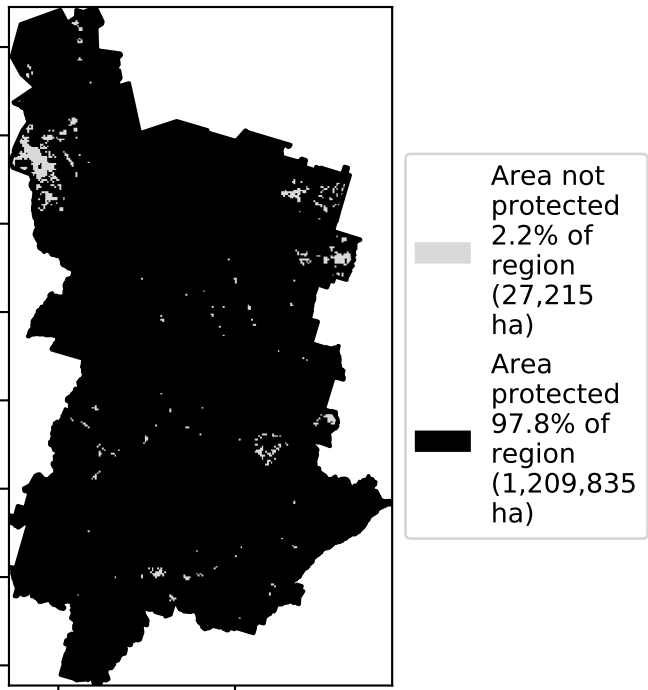 Area not
protected
2.2% of
region
(27,215
ha)
Area
protected
97.8% of
region
(1,209,835
ha)